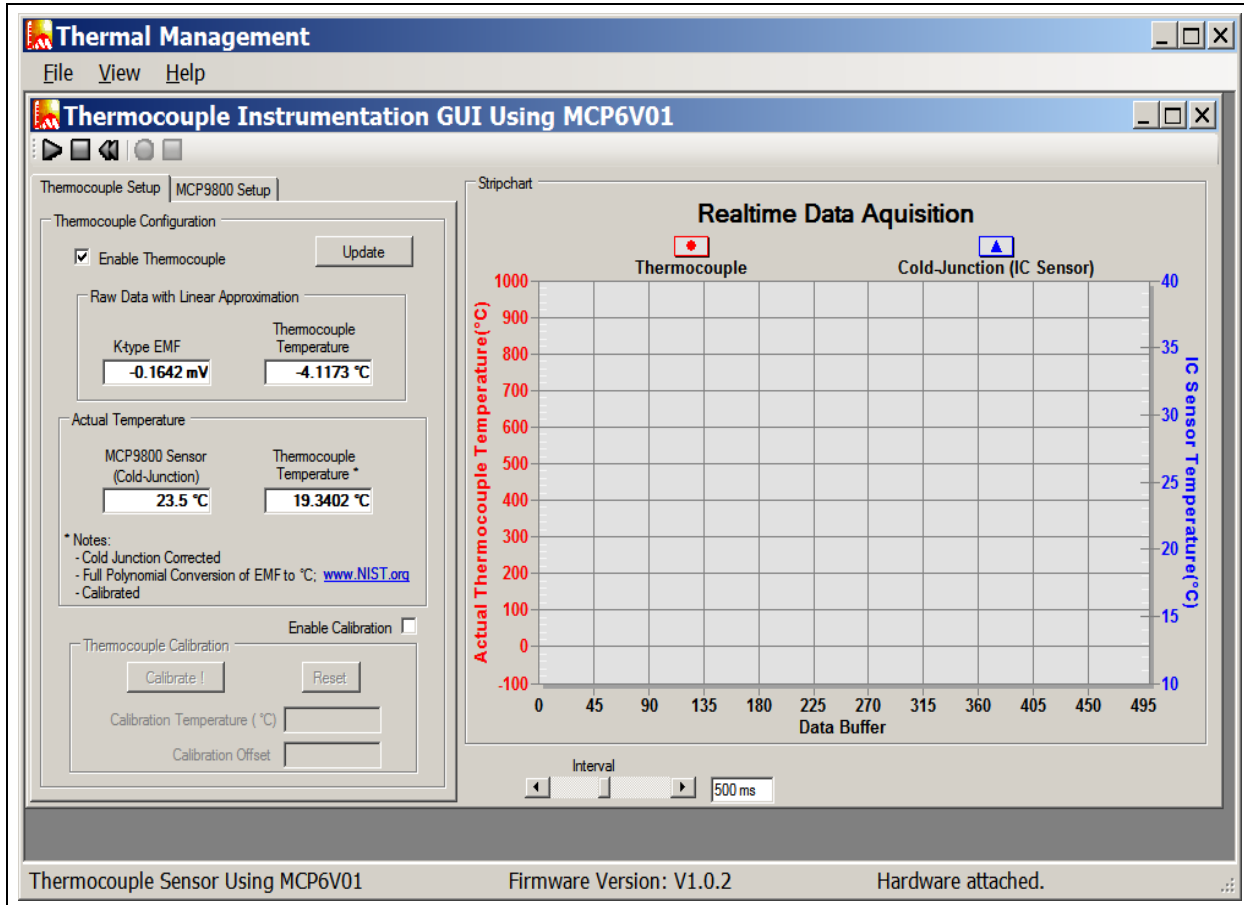 Thermal Management
File View Help
Thermocouple Instrumentation GUI Using MCP6V01
Thermocouple Setup
MCP9800 Setup
Thermocouple Configuration
Enable Thermocouple
Update
Raw Data with Linear Approximation
K-type EMF
Thermocouple
Temperature
-0.1642 mV
-4.1173 °C
Actual Temperature
MCP9800 Sensor
(Cold-Junction)
Thermocouple
Temperature *
23.5 °C
19.3402 °C
* Notes:
- Cold Junction Corrected
- Full Polynomial Conversion of EMF to °C; www.NIST.org
- Calibrated
Enable Calibration
Thermocouple Calibration
Calibrate !
Reset
Calibration Temperature ( °C)
Calibration Offset
Stripchart
Realtime Data Aquisition
Thermocouple
Cold-Junction (IC Sensor)
Actual Thermocouple Temperature(°C)
1000
900
800
700
600
500
400
300
200
100
0
-100
40
35
30
25
20
15
10
IC Sensor Temperature(°C)
0 45 90 135 180 225 270 315 360 405 450 495
Data Buffer
Interval
500 ms
Thermocouple Sensor Using MCP6V01
Firmware Version: V1.0.2
Hardware attached.